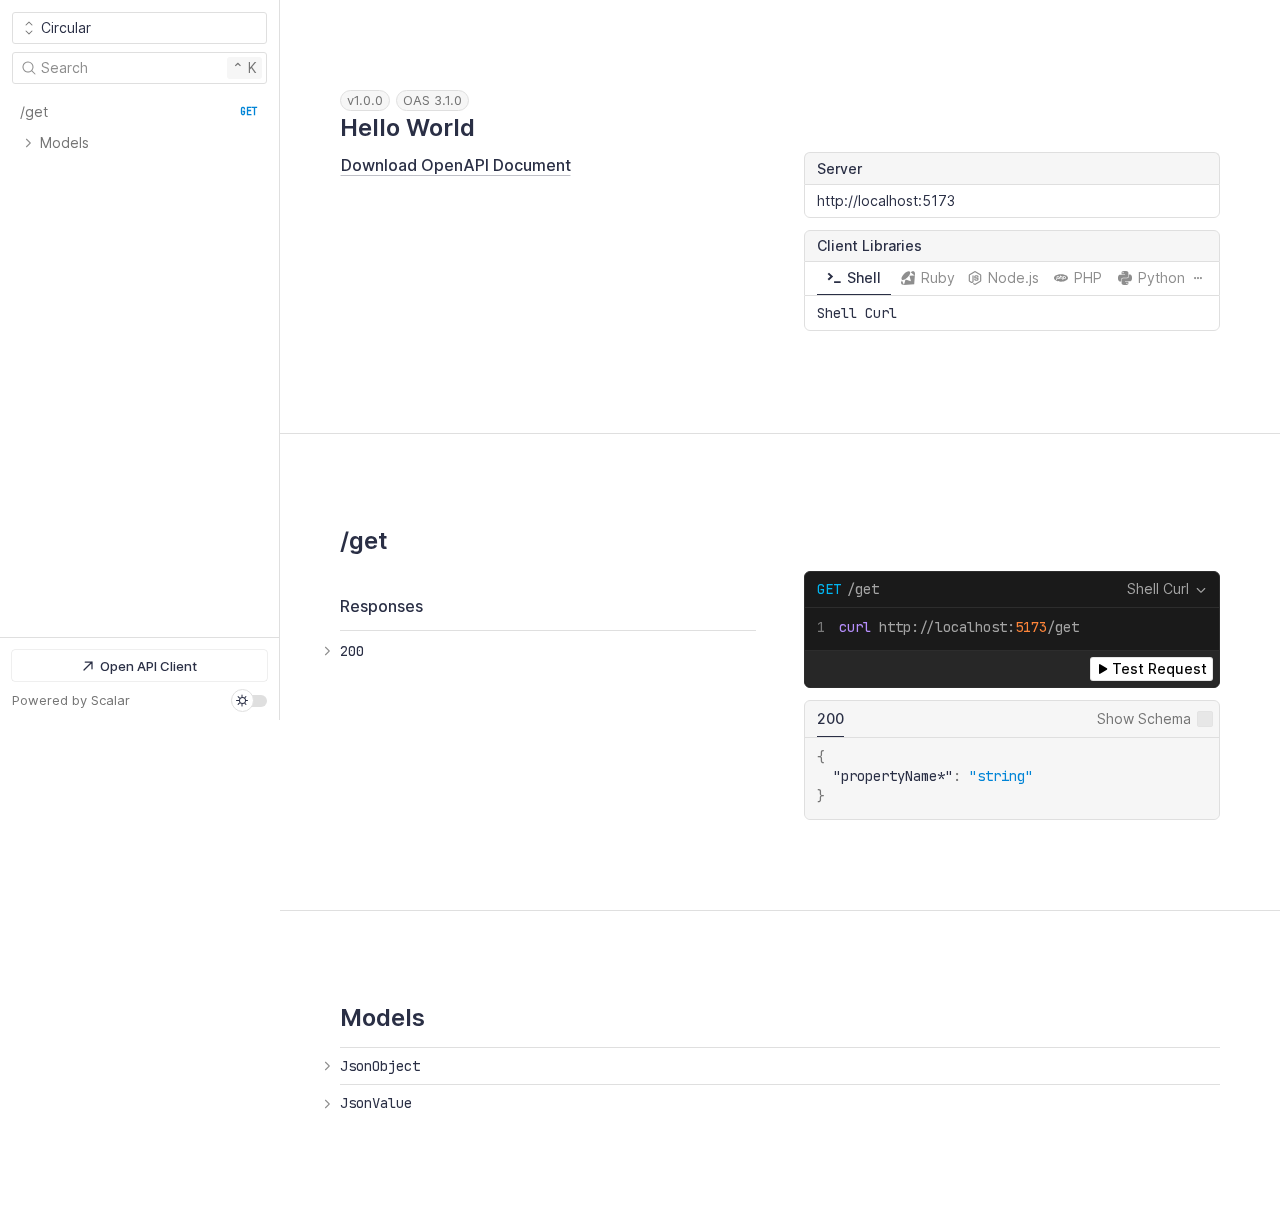 Circular
Search
⌃ K
/get
GET
Models
Open API Client
Powered by Scalar
v1.0.0
OAS 3.1.0
Hello World
Download OpenAPI Document
Server
http://localhost:5173
Client Libraries
Shell Ruby Node.js PHP Python ···
Shell Curl
/get
Responses
200
GET /get
Shell Curl
1 curl http://localhost:5173/get
Test Request
200
Show Schema
{
"propertyName*": "string"
}
Models
JsonObject
JsonValue